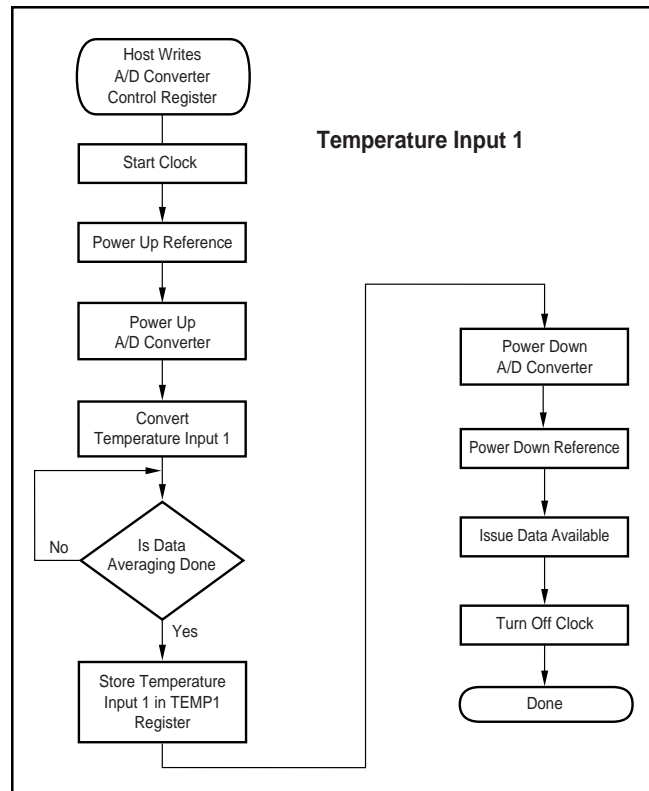 Host Writes
A/D Converter
Control Register
Temperature Input 1
Start Clock
Power Up Reference
Power Up
A/D Converter
Convert
Temperature Input 1
Is Data
Averaging Done
No
Yes
Store Temperature
Input 1 in TEMP1
Register
Power Down
A/D Converter
Power Down Reference
Issue Data Available
Turn Off Clock
Done